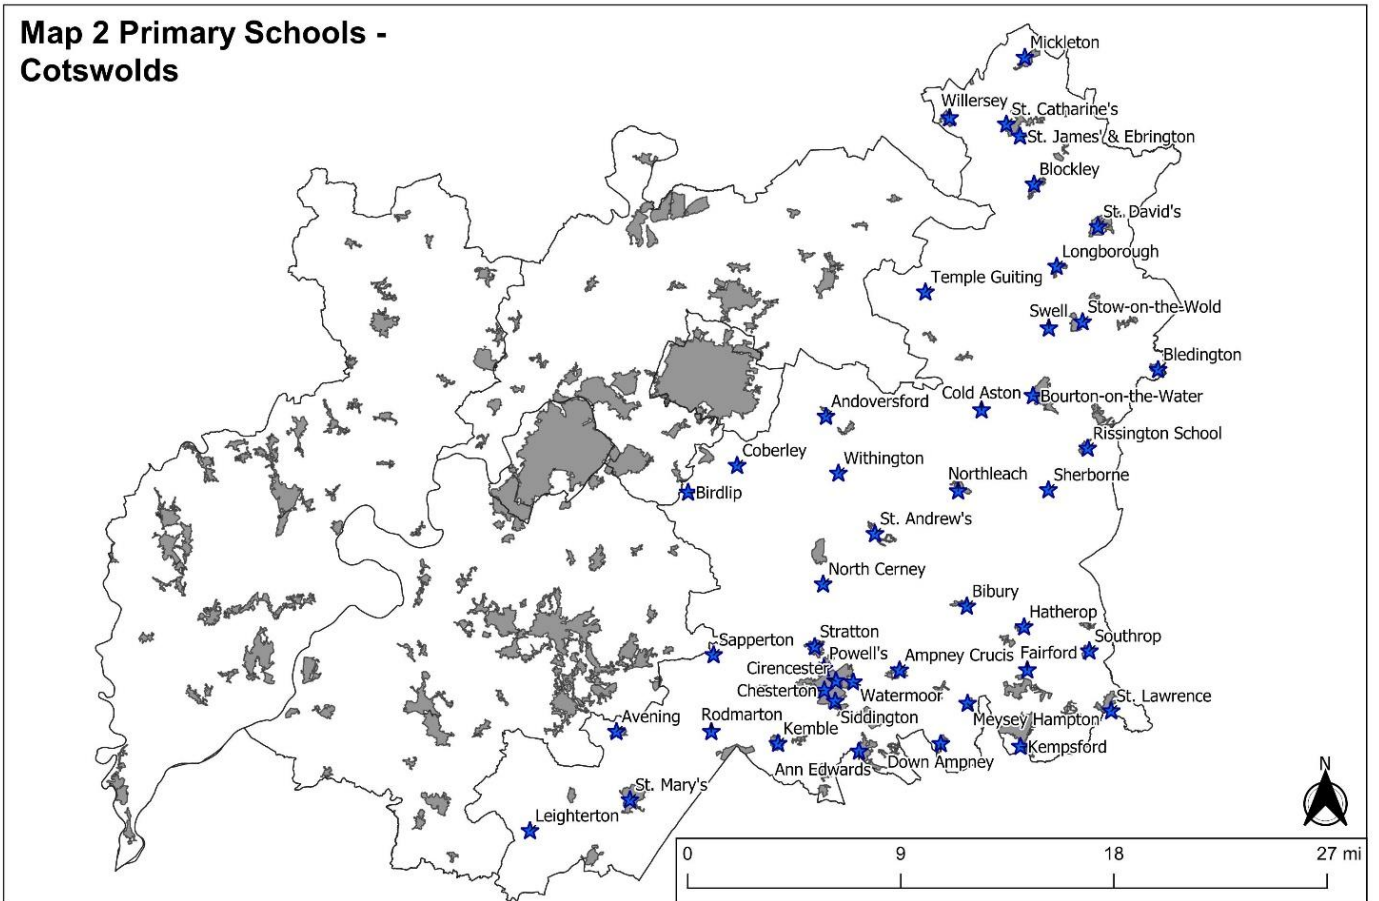 Map 2 Primary Schools -
Cotswolds
Mickleton
Willersey
St. Catharine's
St. James' & Ebrington
Blockley
St. David's
Longborough
Temple Guiting
Swell
Stow-on-the-Wold
Bledington
Cold Aston
Bourton-on-the-Water
Andoversford
Rissington School
Coberley
Withington
Northleach
Sherborne
Birdlip
St. Andrew's
North Cerney
Bibury
Hatherop
Stratton
Southrop
Sapperton
Powell's
Ampney Crucis
Fairford
Cirencester
Chesterton
Watermoor
St. Lawrence
Avening
Rodmarton
Siddington
Meysey Hampton
Kemble
Kempsford
Down Ampney
Ann Edwards
St. Mary's
Leighterton
N
0 9 18 27 mi